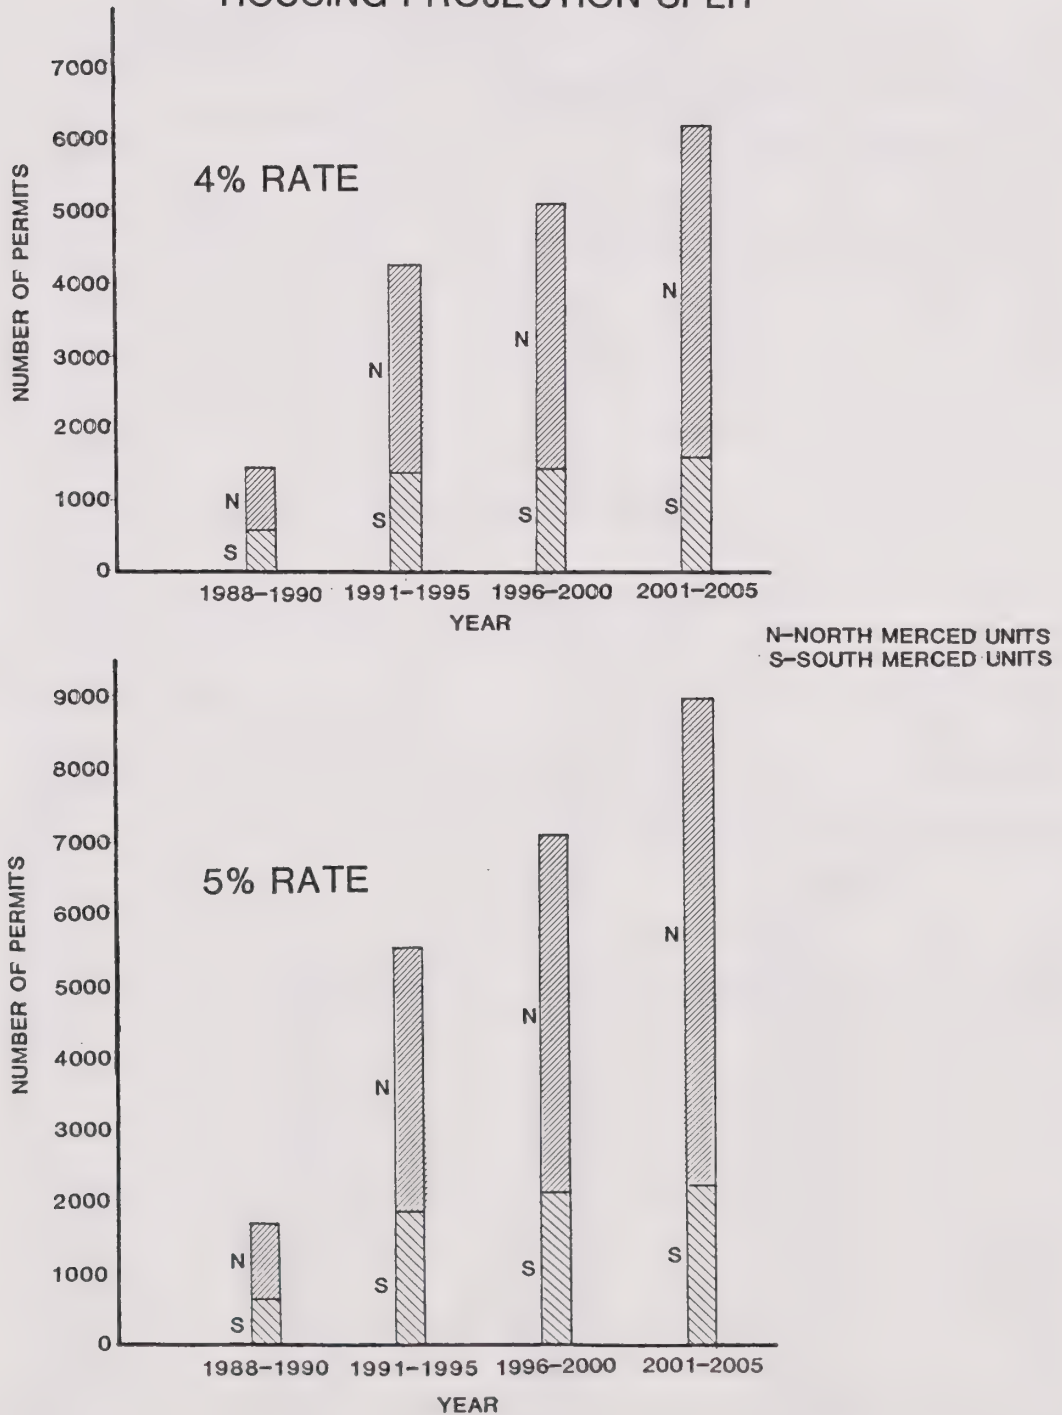 HOUSING PROJECTION SPLIT
7000
6000
5000
4000
3000
2000
1000
0
NUMBER OF PERMITS
4% RATE
N
S
N
S
N
S
N
S
1988-1990 1991-1995 1996-2000 2001-2005
YEAR
N-NORTH MERCED UNITS
S-SOUTH MERCED UNITS
9000
8000
7000
6000
5000
4000
3000
2000
1000
0
NUMBER OF PERMITS
5% RATE
N
S
N
S
N
S
N
S
1988-1990 1991-1995 1996-2000 2001-2005
YEAR